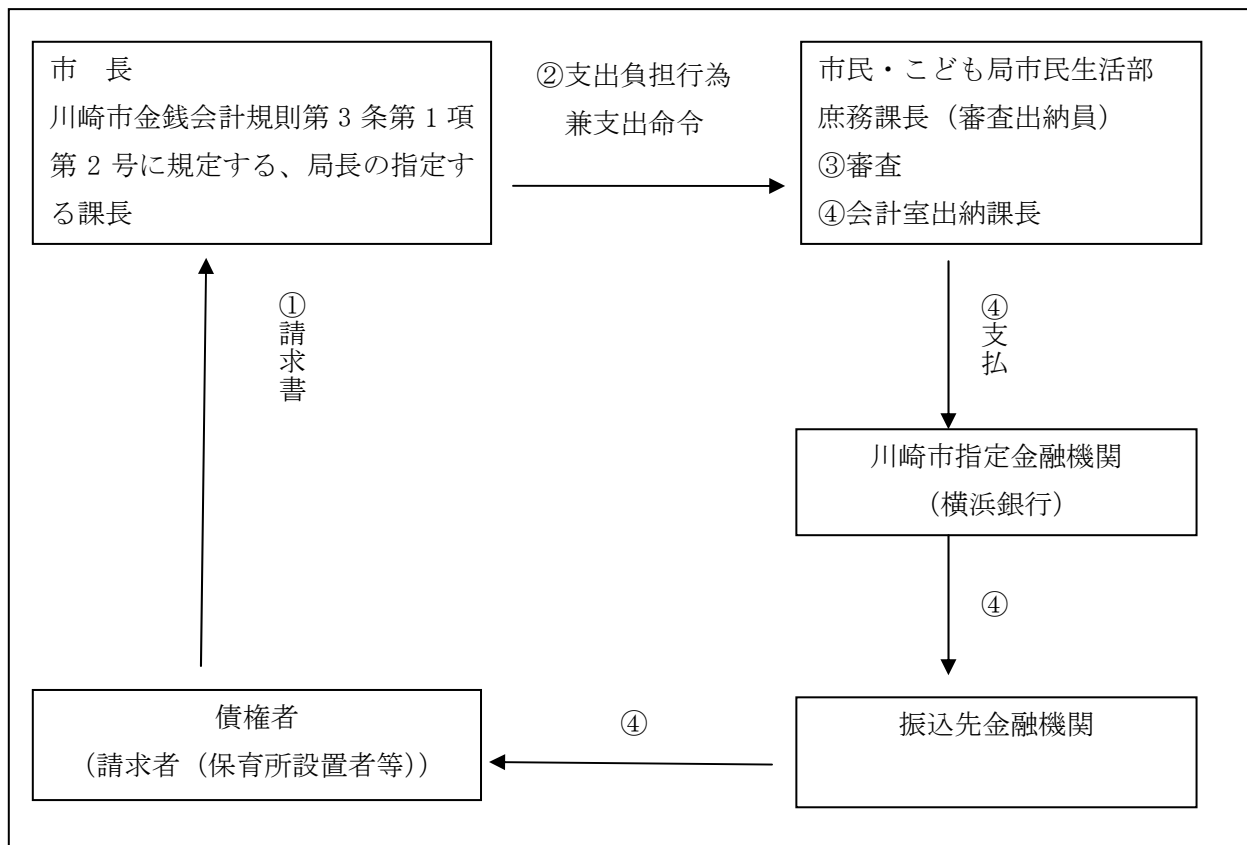 市　長
川崎市金銭会計規則第 3 条第 1 項
第 2 号に規定する、局長の指定す
る課長
②支出負担行為
兼支出命令
市民・こども局市民生活部
庶務課長（審査出納員）
③審査
④会計室出納課長
①請求書
④支払
川崎市指定金融機関
（横浜銀行）
④
債権者
（請求者（保育所設置者等））
④
振込先金融機関